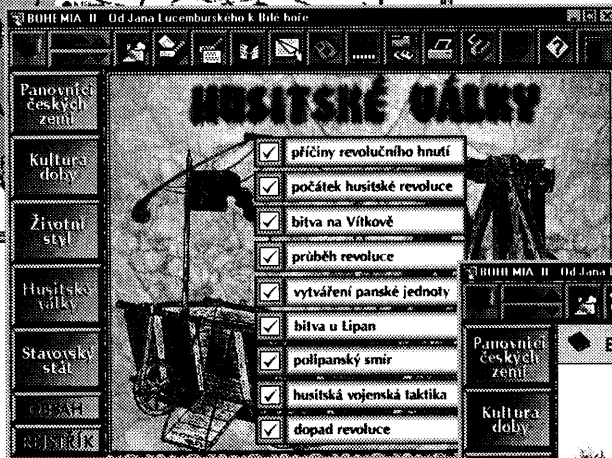 BOHEMIA II Od Jana Lucemburského k Bílé hoře
Panovníci
českých
zemí
Kultura
doby
Životní
styl
Husitské
války
Stavovský
stát
OBSAH
REJSTŘÍK
HUSITSKÉ VÁLKY
příčiny revolučního hnutí
počátek husitské revoluce
bitva na Vítkově
průběh revoluce
vytváření panské jednoty
bitva u Lipan
polipanský smír
husitská vojenská taktika
dopad revoluce
BOHEMIA II Od Jana
Panovníci
českých
zemí
Kultura
doby